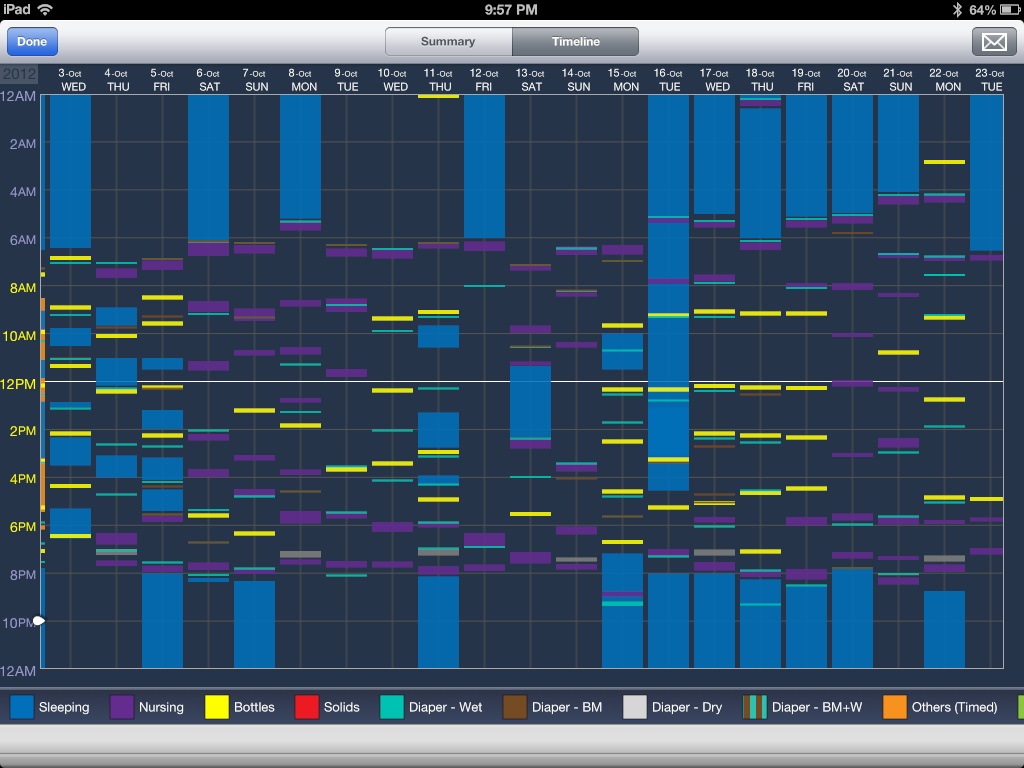 iPad 9:57 PM 64%
Done Summary Timeline
2012 3-Oct 4-Oct 5-Oct 6-Oct 7-Oct 8-Oct 9-Oct 10-Oct 11-Oct 12-Oct 13-Oct 14-Oct 15-Oct 16-Oct 17-Oct 18-Oct 19-Oct 20-Oct 21-Oct 22-Oct 23-Oct
WED THU FRI SAT SUN MON TUE WED THU FRI SAT SUN MON TUE WED THU FRI SAT SUN MON TUE
12AM
2AM
4AM
6AM
8AM
10AM
12PM
2PM
4PM
6PM
8PM
10PM
12AM
Sleeping Nursing Bottles Solids Diaper - Wet Diaper - BM Diaper - Dry Diaper - BM+W Others (Timed)